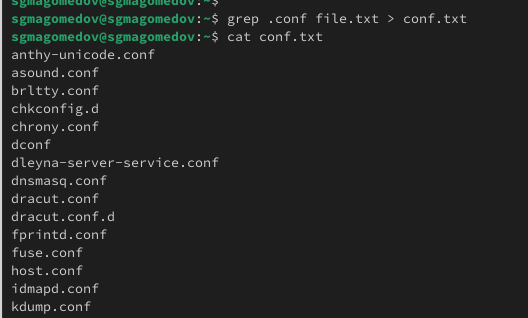 sgmagomedov@sgmagomedov:~$
sgmagomedov@sgmagomedov:~$ grep .conf file.txt > conf.txt
sgmagomedov@sgmagomedov:~$ cat conf.txt
anthy-unicode.conf
asound.conf
brltty.conf
chkconfig.d
chrony.conf
dconf
dleyna-server-service.conf
dnsmasq.conf
dracut.conf
dracut.conf.d
fprintd.conf
fuse.conf
host.conf
idmapd.conf
kdump.conf